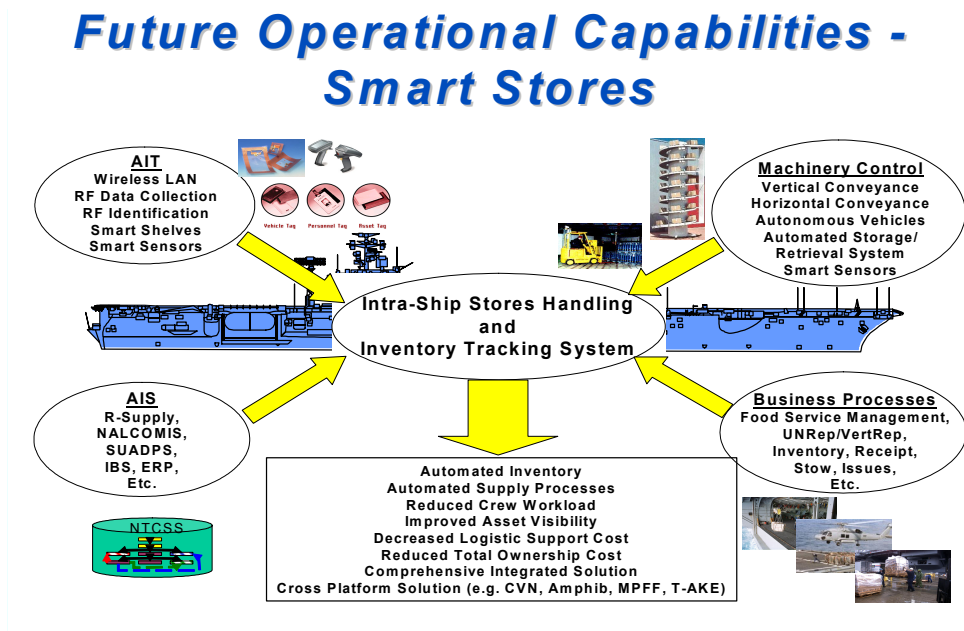 Future Operational Capabilities -
Smart Stores
AIT
Wireless LAN
RF Data Collection
RF Identification
Smart Shelves
Smart Sensors
Vehicle Tag Personnel Tag Asset Tag
Machinery Control
Vertical Conveyance
Horizontal Conveyance
Autonomous Vehicles
Automated Storage/
Retrieval System
Smart Sensors
Intra-Ship Stores Handling
and
Inventory Tracking System
AIS
R-Supply,
NALCOMIS,
SUADPS,
IBS, ERP,
Etc.
Business Processes
Food Service Management,
UNRep/VertRep,
Inventory, Receipt,
Stow, Issues,
Etc.
Automated Inventory
Automated Supply Processes
Reduced Crew Workload
Improved Asset Visibility
Decreased Logistic Support Cost
Reduced Total Ownership Cost
Comprehensive Integrated Solution
Cross Platform Solution (e.g. CVN, Amphib, MPFF, T-AKE)
NTCSS